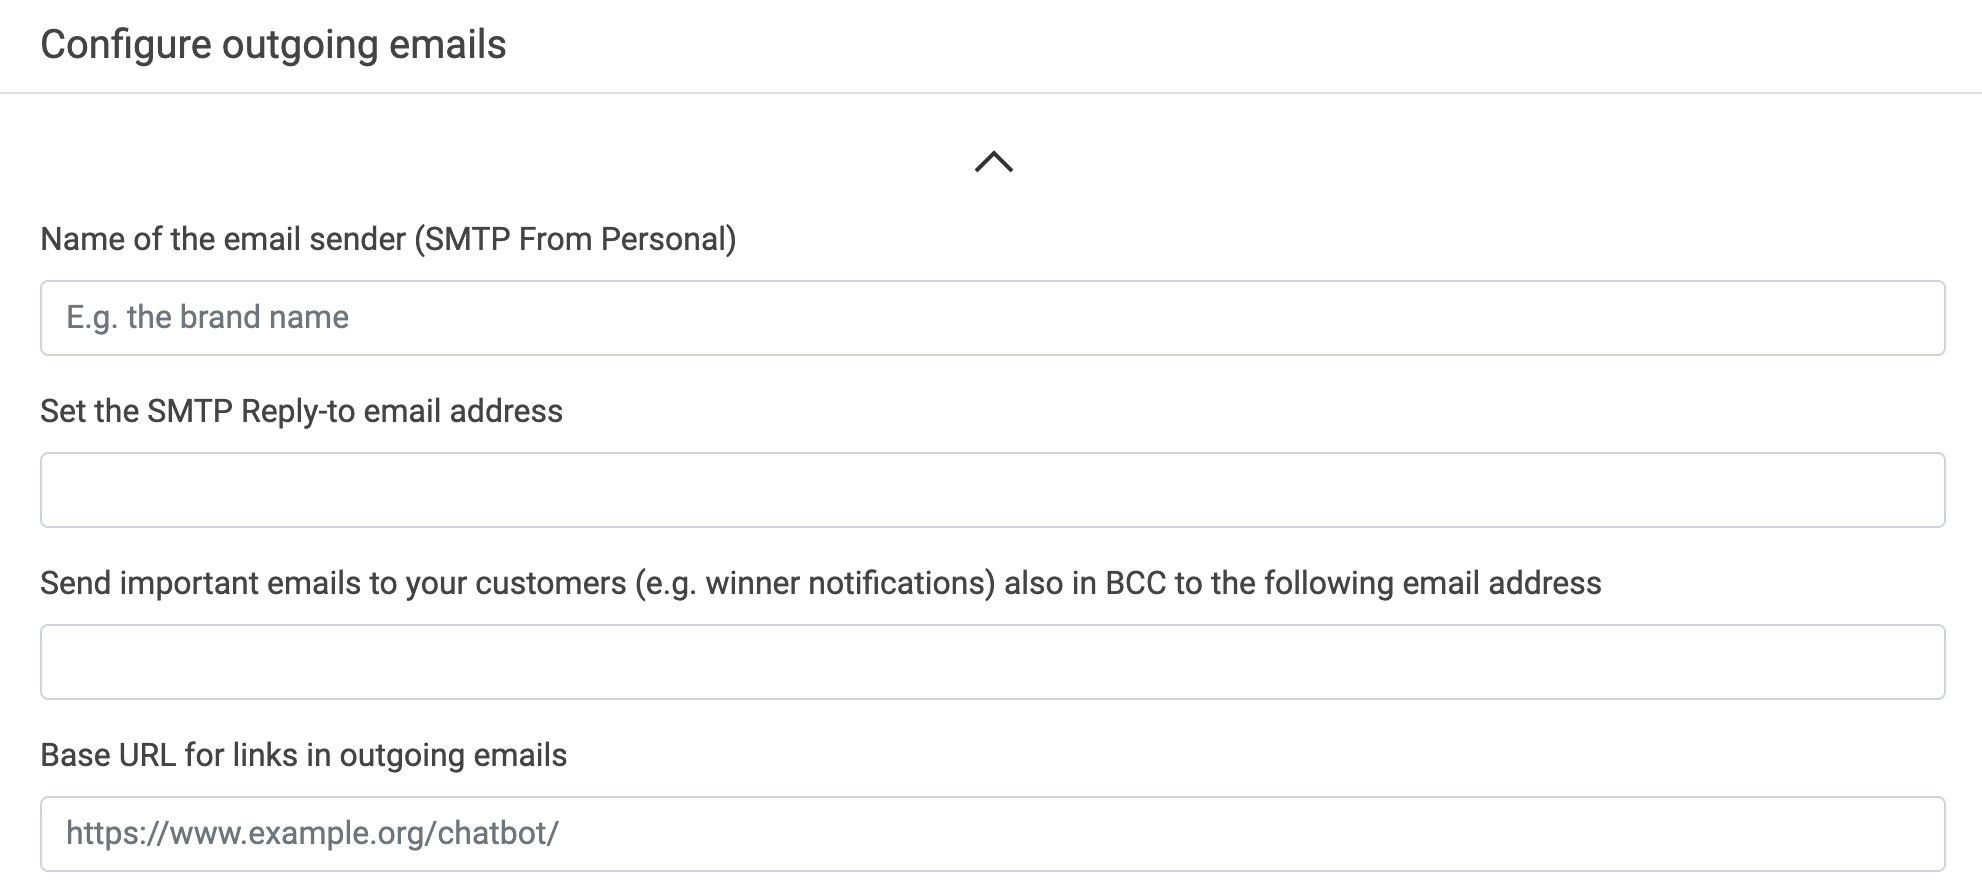 Configure outgoing emails
Name of the email sender (SMTP From Personal)
E.g. the brand name
Set the SMTP Reply-to email address
Send important emails to your customers (e.g. winner notifications) also in BCC to the following email address
Base URL for links in outgoing emails
https://www.example.org/chatbot/